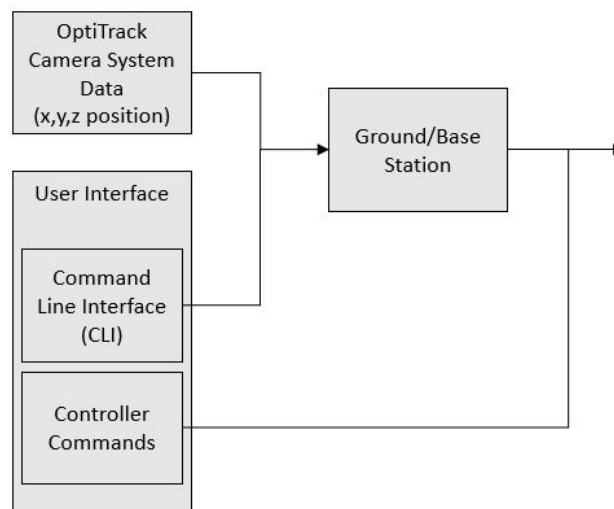 OptiTrack
Camera System
Data
(x,y,z position)
Ground/Base
Station
User Interface
Command
Line Interface
(CLI)
Controller
Commands